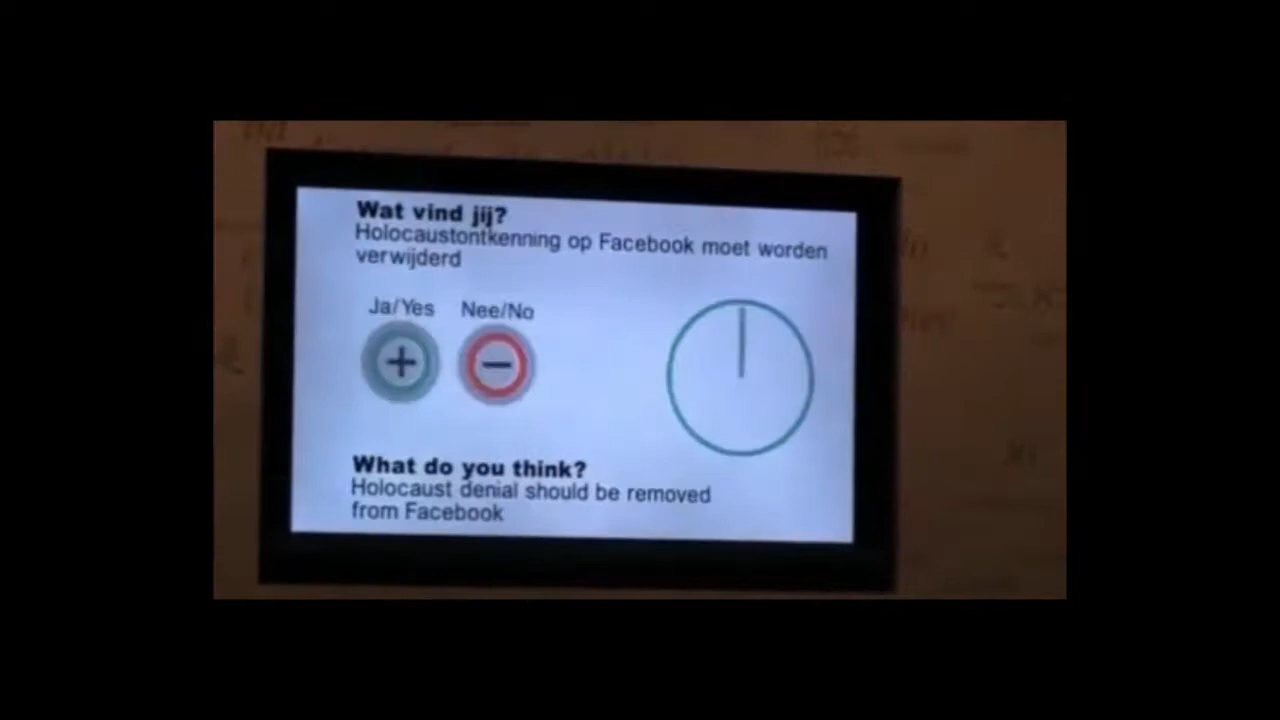 Wat vind jij?
Holocaustontkenning op Facebook moet worden
verwijderd
Ja/Yes Nee/No
What do you think?
Holocaust denial should be removed
from Facebook